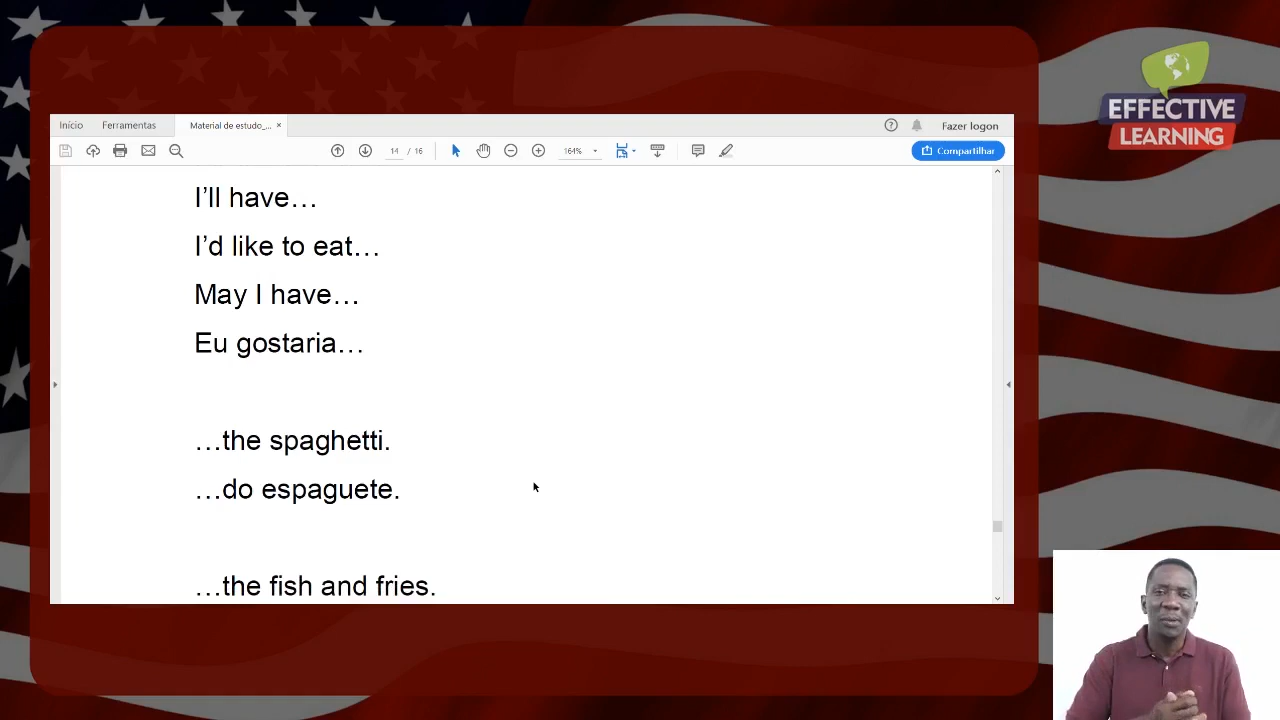 EFFECTIVE
LEARNING
Início Ferramentas Material de estudo_... × Fazer logon
14 / 16 164% Compartilhar
I'll have…
I'd like to eat…
May I have…
Eu gostaria…
…the spaghetti.
…do espaguete.
…the fish and fries.